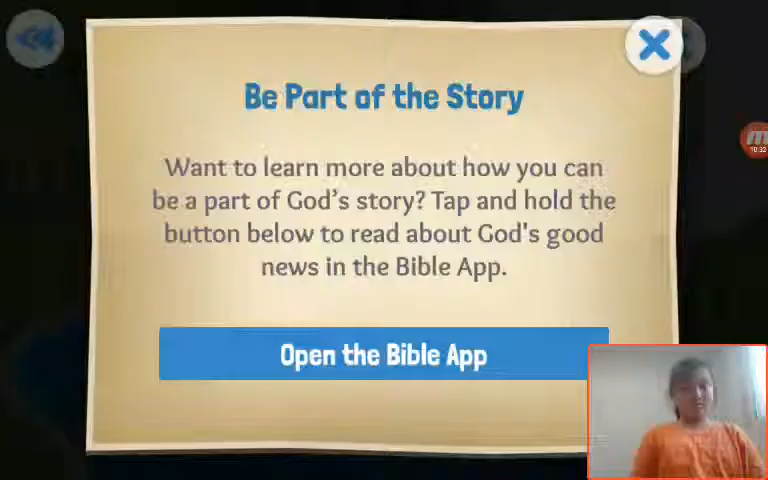 Be Part of the Story
Want to learn more about how you can
be a part of God's story? Tap and hold the
button below to read about God's good
news in the Bible App.
Open the Bible App
10:32